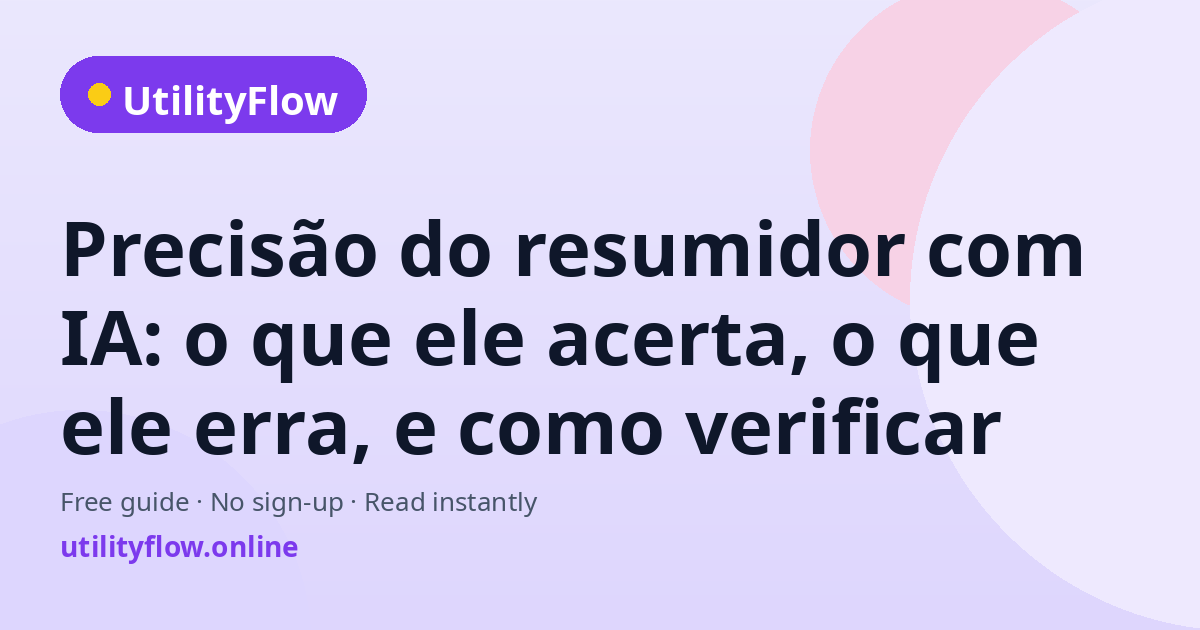 UtilityFlow
Precisão do resumidor com
IA: o que ele acerta, o que
ele erra, e como verificar
Free guide · No sign-up · Read instantly
utilityflow.online